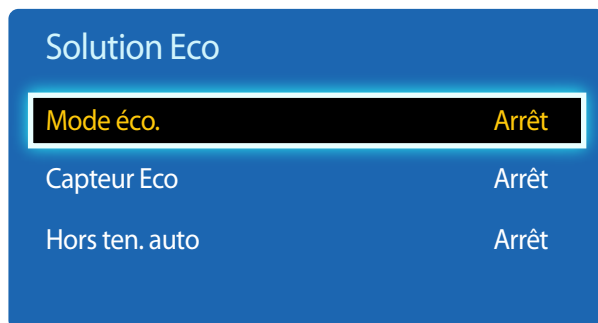 Solution Eco
Mode éco. Arrêt
Capteur Eco Arrêt
Hors ten. auto Arrêt